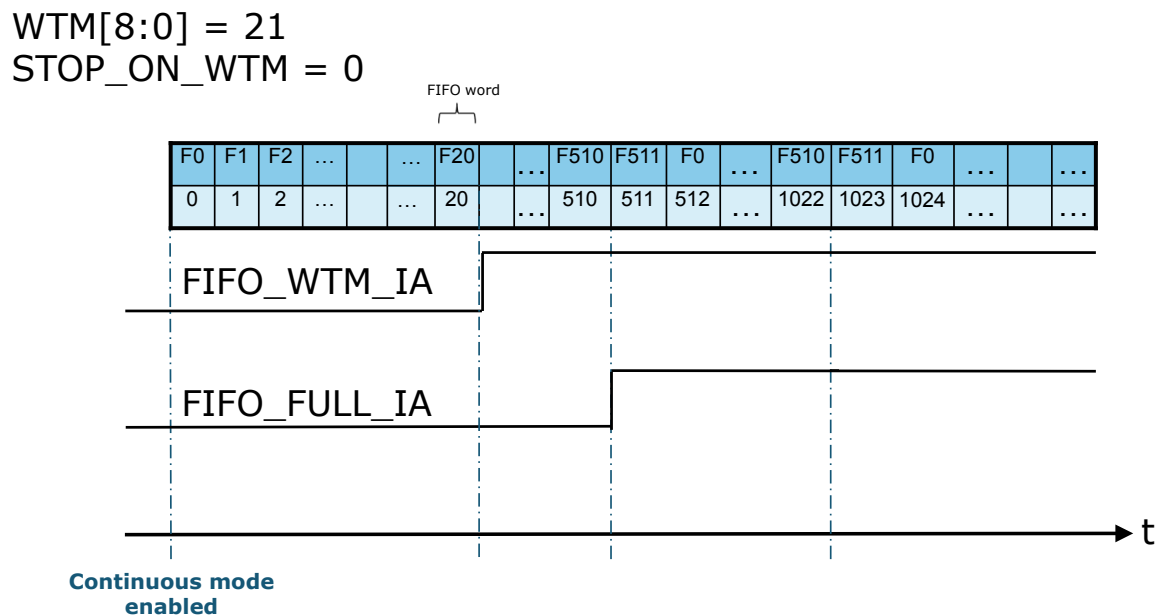 WTM[8:0] = 21
STOP_ON_WTM = 0
FIFO word
F0 F1 F2 ... ... F20 ... F510 F511 F0 ... F510 F511 F0 ... ...
0 1 2 ... ... 20 ... 510 511 512 ... 1022 1023 1024 ... ...
FIFO_WTM_IA
FIFO_FULL_IA
t
Continuous mode
enabled